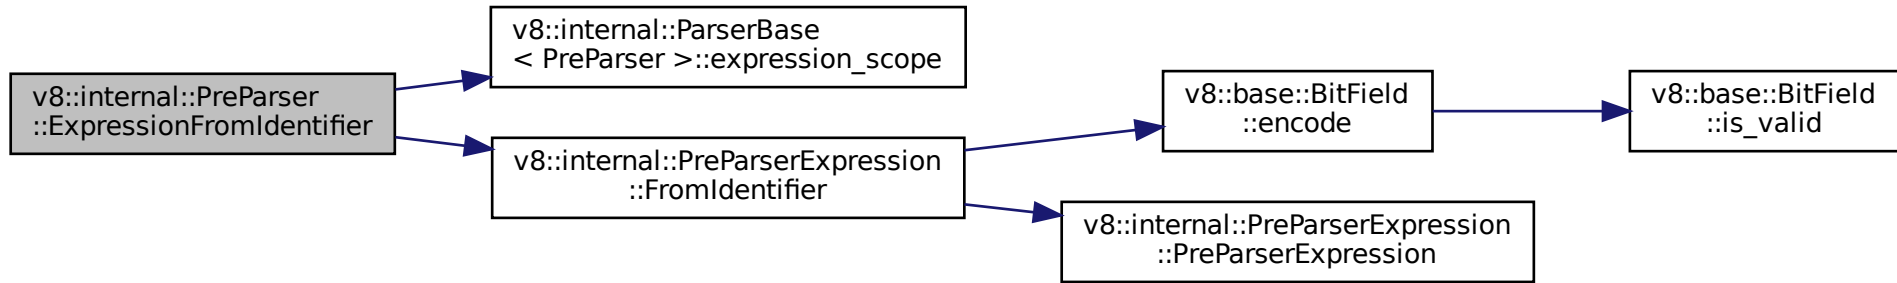 v8::internal::PreParser
::ExpressionFromIdentifier
v8::internal::ParserBase
< PreParser >::expression_scope
v8::internal::PreParserExpression
::FromIdentifier
v8::base::BitField
::encode
v8::base::BitField
::is_valid
v8::internal::PreParserExpression
::PreParserExpression